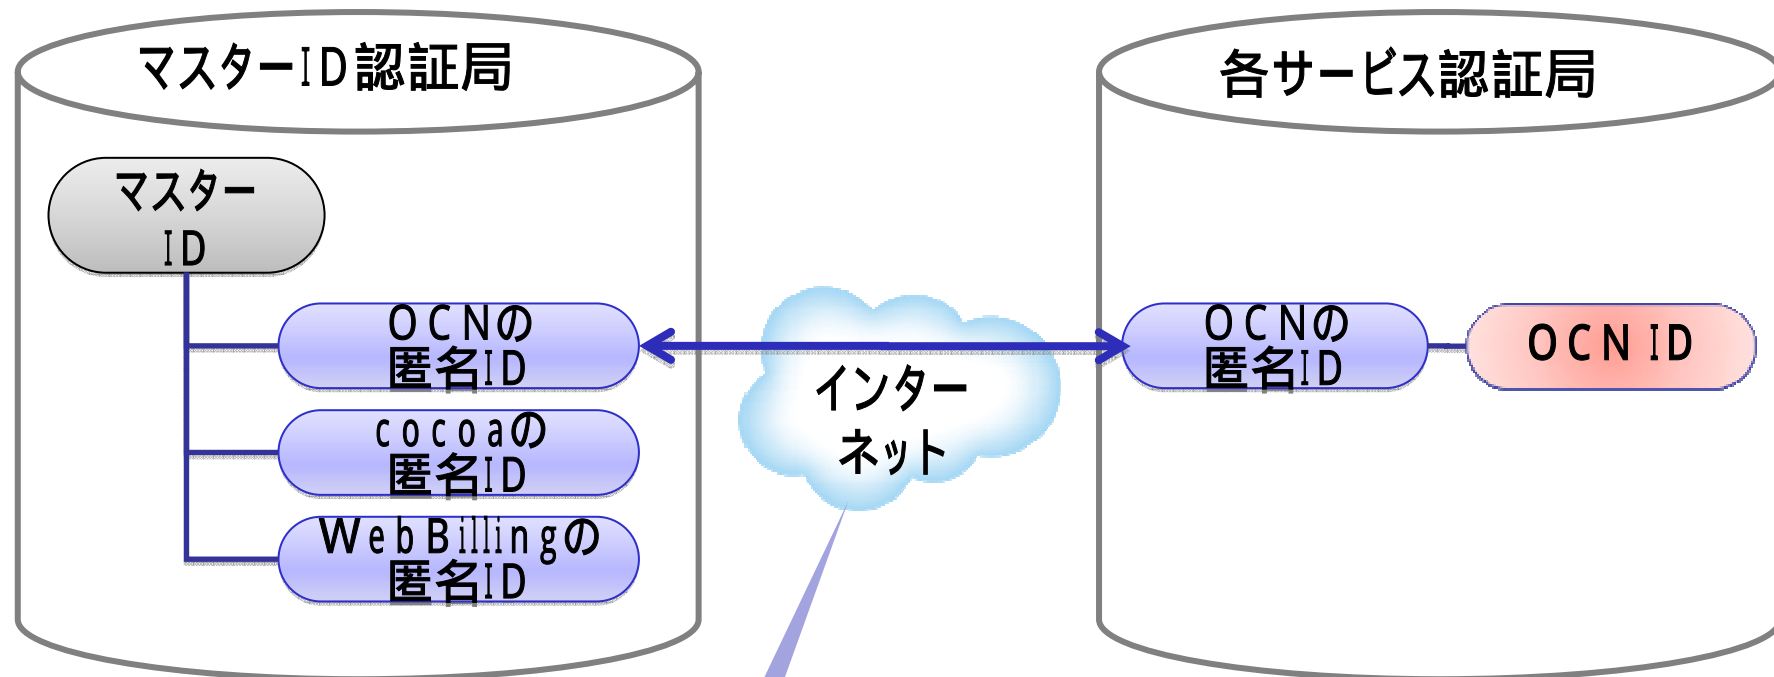 マスターID認証局
各サービス認証局
マスター
ID
OCNの
匿名ID
cocoaの
匿名ID
WebBillingの
匿名ID
インター
ネット
OCNの
匿名ID
OCN ID